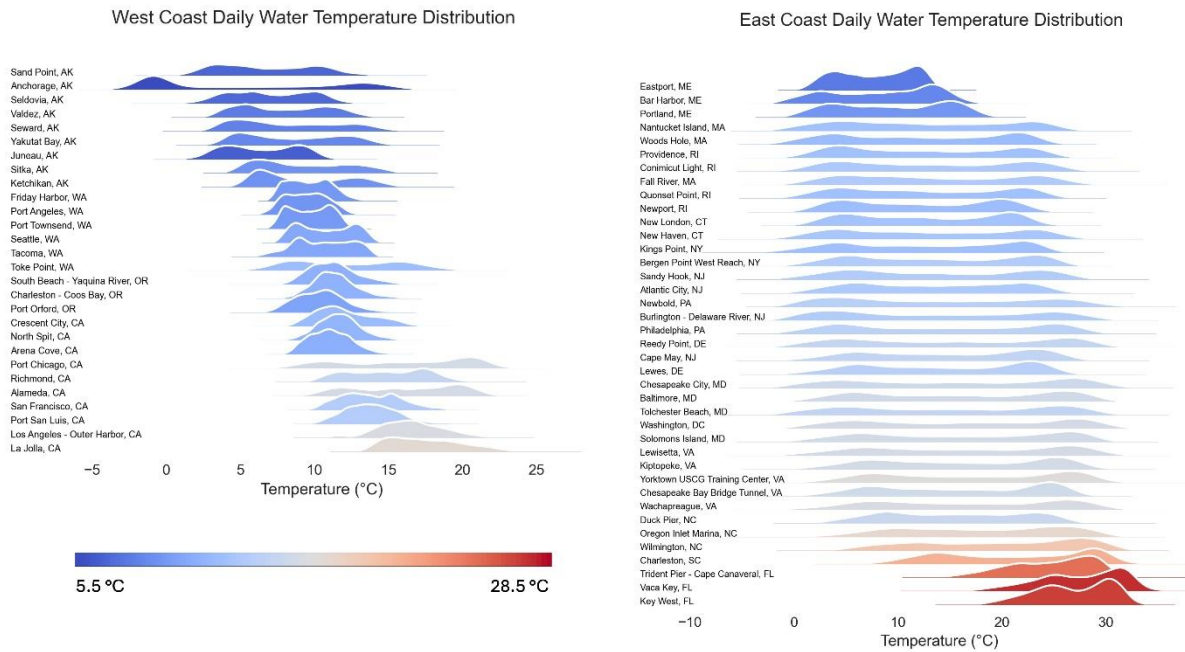 West Coast Daily Water Temperature Distribution
Sand Point, AK
Anchorage, AK
Seldovia, AK
Valdez, AK
Seward, AK
Yakutat Bay, AK
Juneau, AK
Sitka, AK
Ketchikan, AK
Friday Harbor, WA
Port Angeles, WA
Port Townsend, WA
Seattle, WA
Tacoma, WA
Toke Point, WA
South Beach - Yaquina River, OR
Charleston - Coos Bay, OR
Port Orford, OR
Crescent City, CA
North Spit, CA
Arena Cove, CA
Port Chicago, CA
Richmond, CA
Alameda, CA
San Francisco, CA
Port San Luis, CA
Los Angeles - Outer Harbor, CA
La Jolla, CA
−5 0 5 10 15 20 25
Temperature (°C)
5.5 °C 28.5 °C
East Coast Daily Water Temperature Distribution
Eastport, ME
Bar Harbor, ME
Portland, ME
Nantucket Island, MA
Woods Hole, MA
Providence, RI
Conimicut Light, RI
Fall River, MA
Quonset Point, RI
Newport, RI
New London, CT
New Haven, CT
Kings Point, NY
Bergen Point West Reach, NY
Sandy Hook, NJ
Atlantic City, NJ
Newbold, PA
Burlington - Delaware River, NJ
Philadelphia, PA
Reedy Point, DE
Cape May, NJ
Lewes, DE
Chesapeake City, MD
Baltimore, MD
Tolchester Beach, MD
Washington, DC
Solomons Island, MD
Lewisetta, VA
Kiptopeke, VA
Yorktown USCG Training Center, VA
Chesapeake Bay Bridge Tunnel, VA
Wachapreague, VA
Duck Pier, NC
Oregon Inlet Marina, NC
Wilmington, NC
Charleston, SC
Trident Pier - Cape Canaveral, FL
Vaca Key, FL
Key West, FL
−10 0 10 20 30
Temperature (°C)